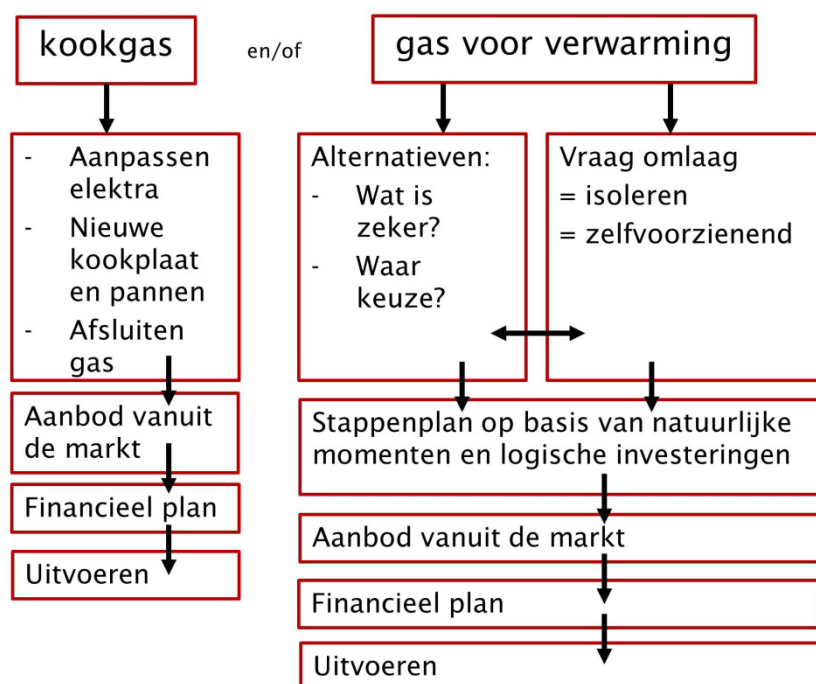 kookgas
en/of
gas voor verwarming
- Aanpassen
elektra
- Nieuwe
kookplaat
en pannen
- Afsluiten
gas
Aanbod vanuit
de markt
Financieel plan
Uitvoeren
Alternatieven:
- Wat is
zeker?
- Waar
keuze?
Vraag omlaag
= isoleren
= zelfvoorzienend
Stappenplan op basis van natuurlijke
momenten en logische investeringen
Aanbod vanuit de markt
Financieel plan
Uitvoeren